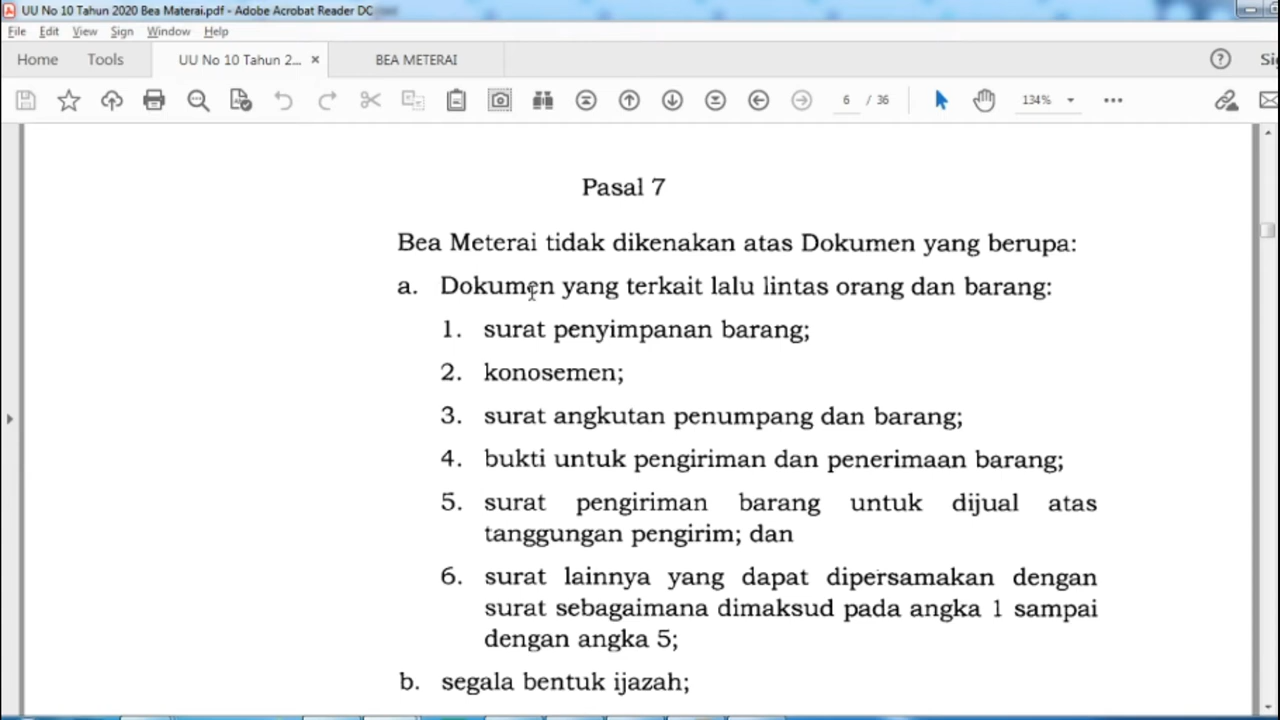 UU No 10 Tahun 2020 Bea Materai.pdf - Adobe Acrobat Reader DC
File Edit View Sign Window Help
Home Tools UU No 10 Tahun 2... × BEA METERAI
6 / 36 134%
Pasal 7
Bea Meterai tidak dikenakan atas Dokumen yang berupa:
a. Dokumen yang terkait lalu lintas orang dan barang:
1. surat penyimpanan barang;
2. konosemen;
3. surat angkutan penumpang dan barang;
4. bukti untuk pengiriman dan penerimaan barang;
5. surat pengiriman barang untuk dijual atas
tanggungan pengirim; dan
6. surat lainnya yang dapat dipersamakan dengan
surat sebagaimana dimaksud pada angka 1 sampai
dengan angka 5;
b. segala bentuk ijazah;